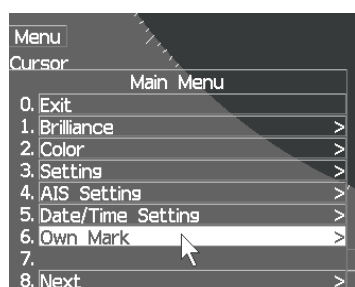 Menu
Cursor
Main Menu
0. Exit
1. Brilliance >
2. Color >
3. Setting >
4. AIS Setting >
5. Date/Time Setting >
6. Own Mark >
7.
8. Next >